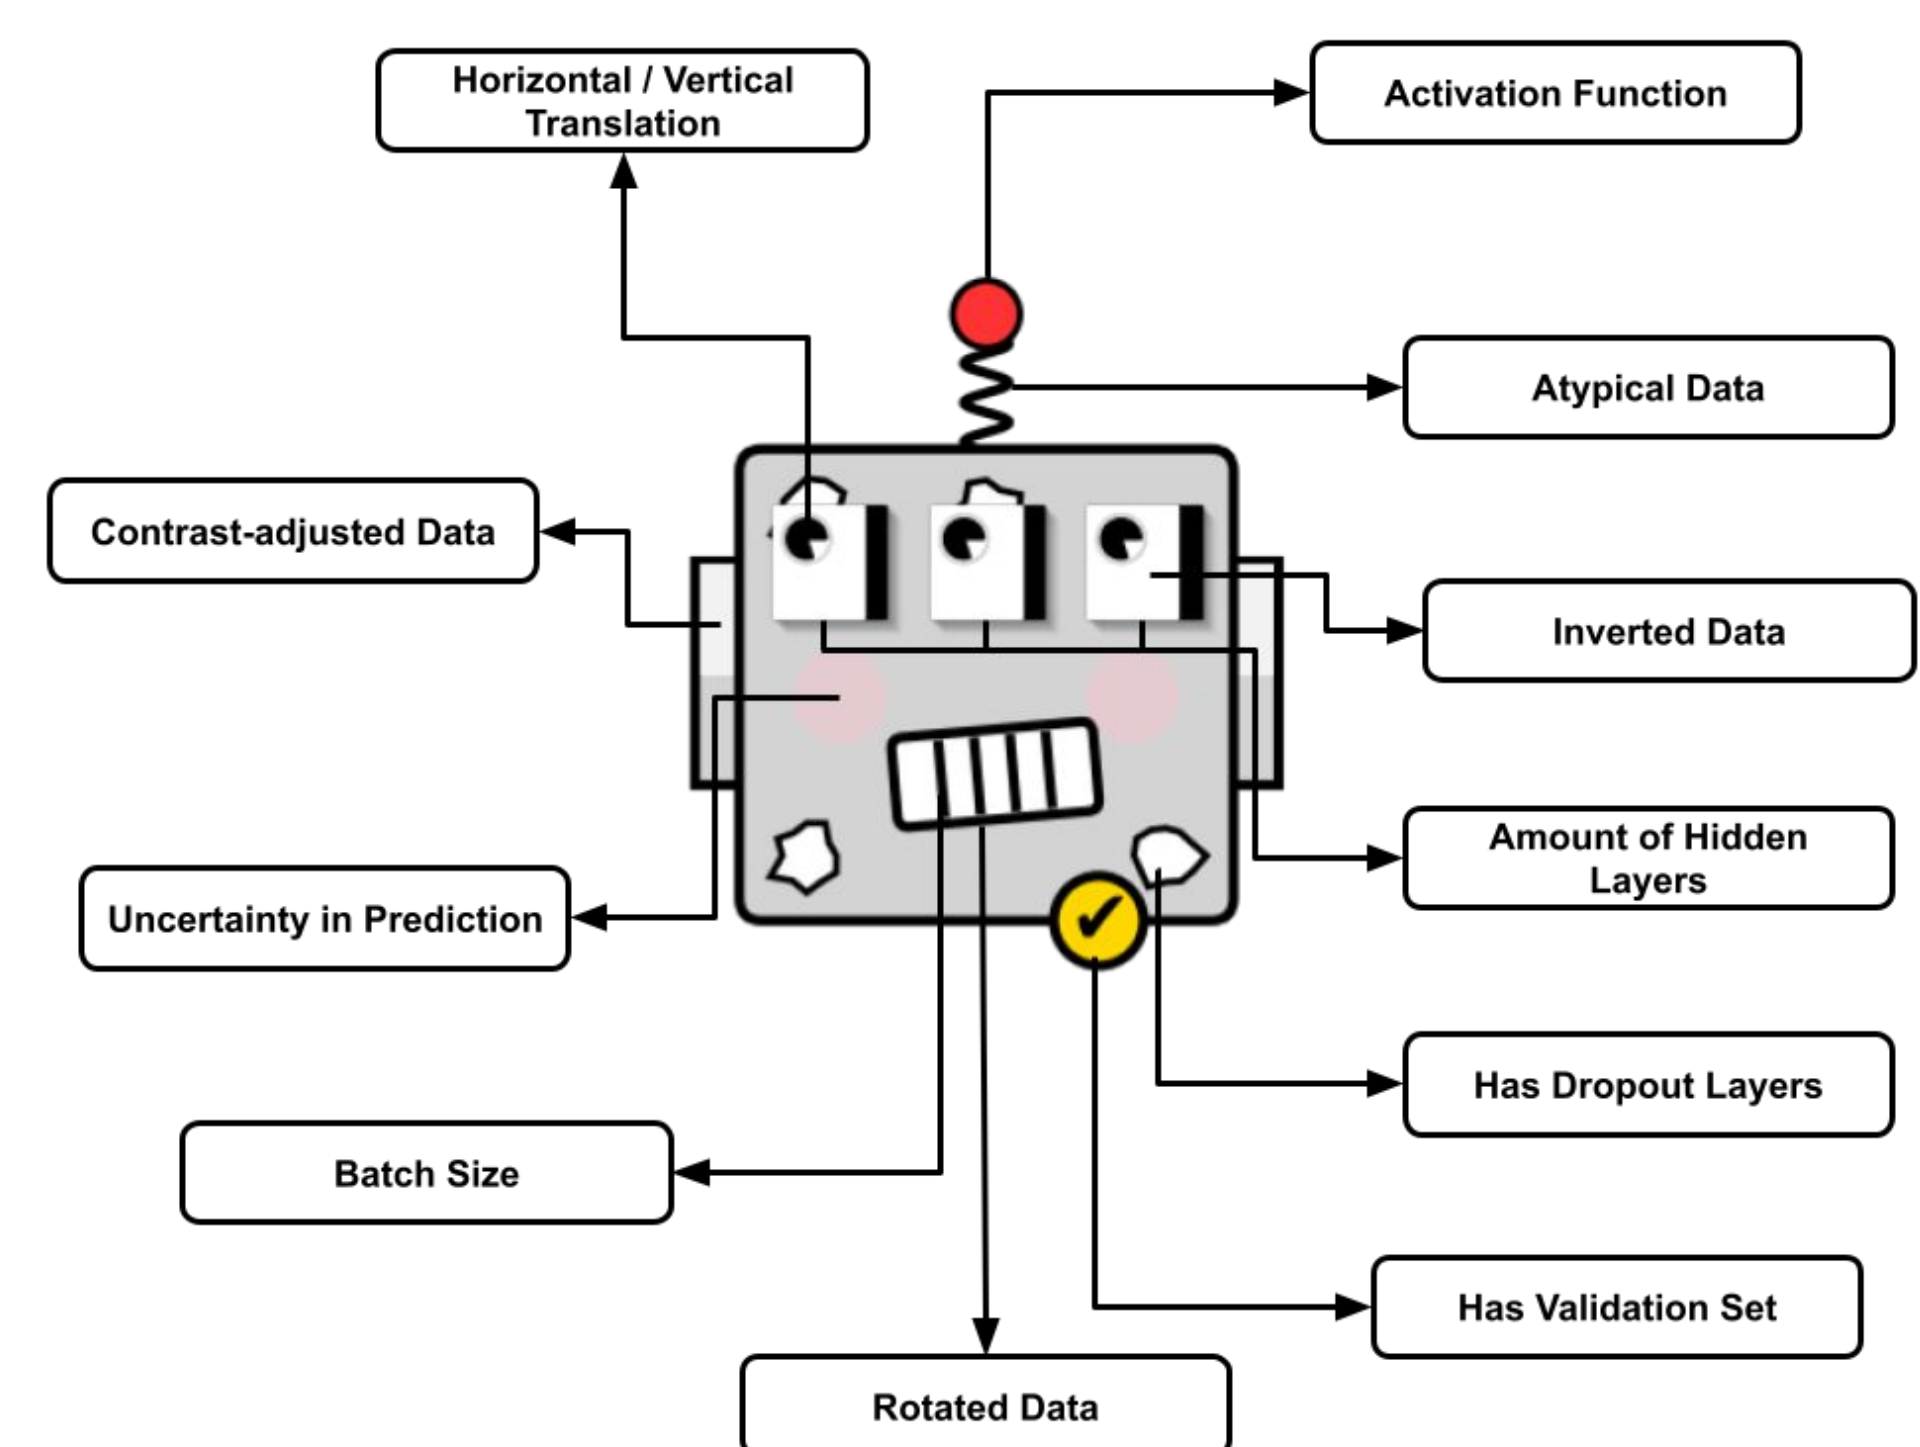 Horizontal / Vertical
Translation
Activation Function
Atypical Data
Contrast-adjusted Data
Inverted Data
Amount of Hidden
Layers
Uncertainty in Prediction
Has Dropout Layers
Batch Size
Has Validation Set
Rotated Data